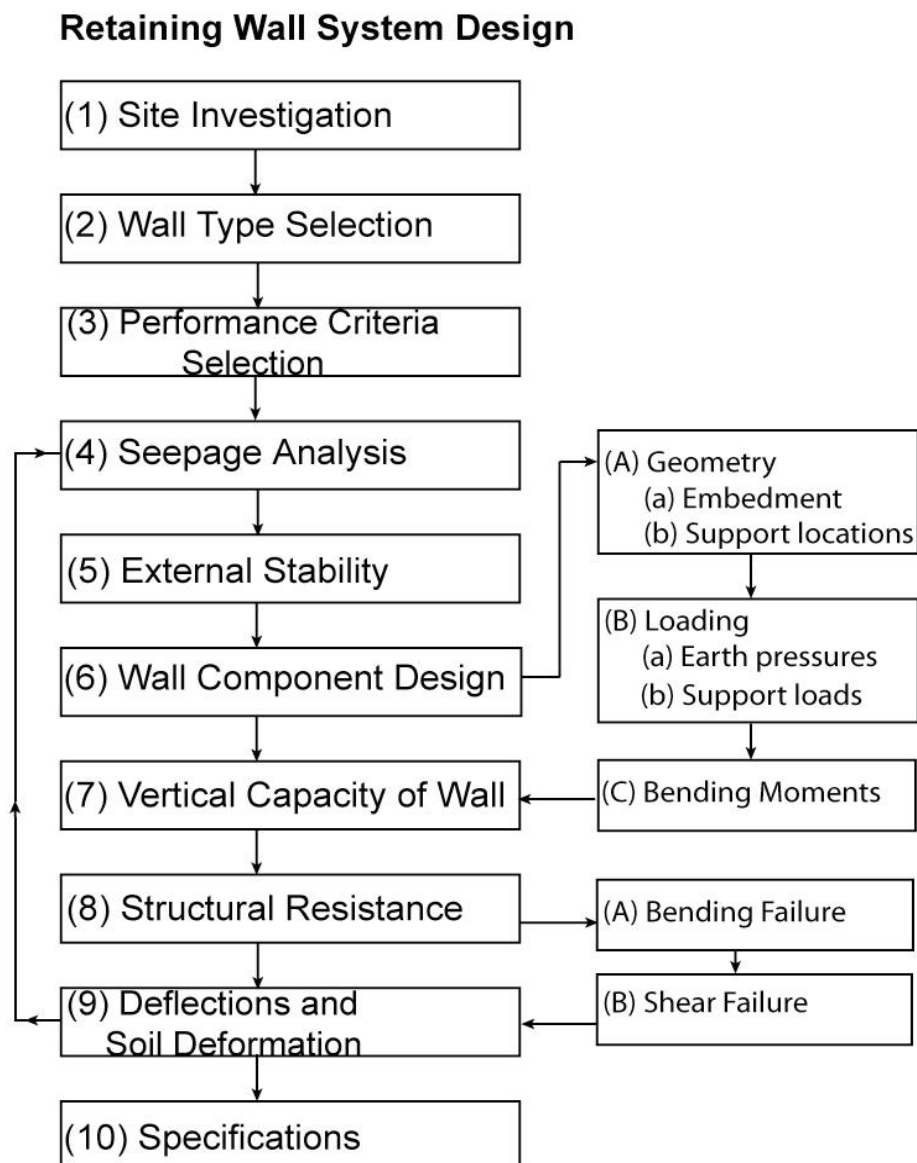 Retaining Wall System Design
(1) Site Investigation
(2) Wall Type Selection
(3) Performance Criteria
Selection
(4) Seepage Analysis
(5) External Stability
(6) Wall Component Design
(A) Geometry
(a) Embedment
(b) Support locations
(B) Loading
(a) Earth pressures
(b) Support loads
(C) Bending Moments
(7) Vertical Capacity of Wall
(8) Structural Resistance
(A) Bending Failure
(B) Shear Failure
(9) Deflections and
Soil Deformation
(10) Specifications